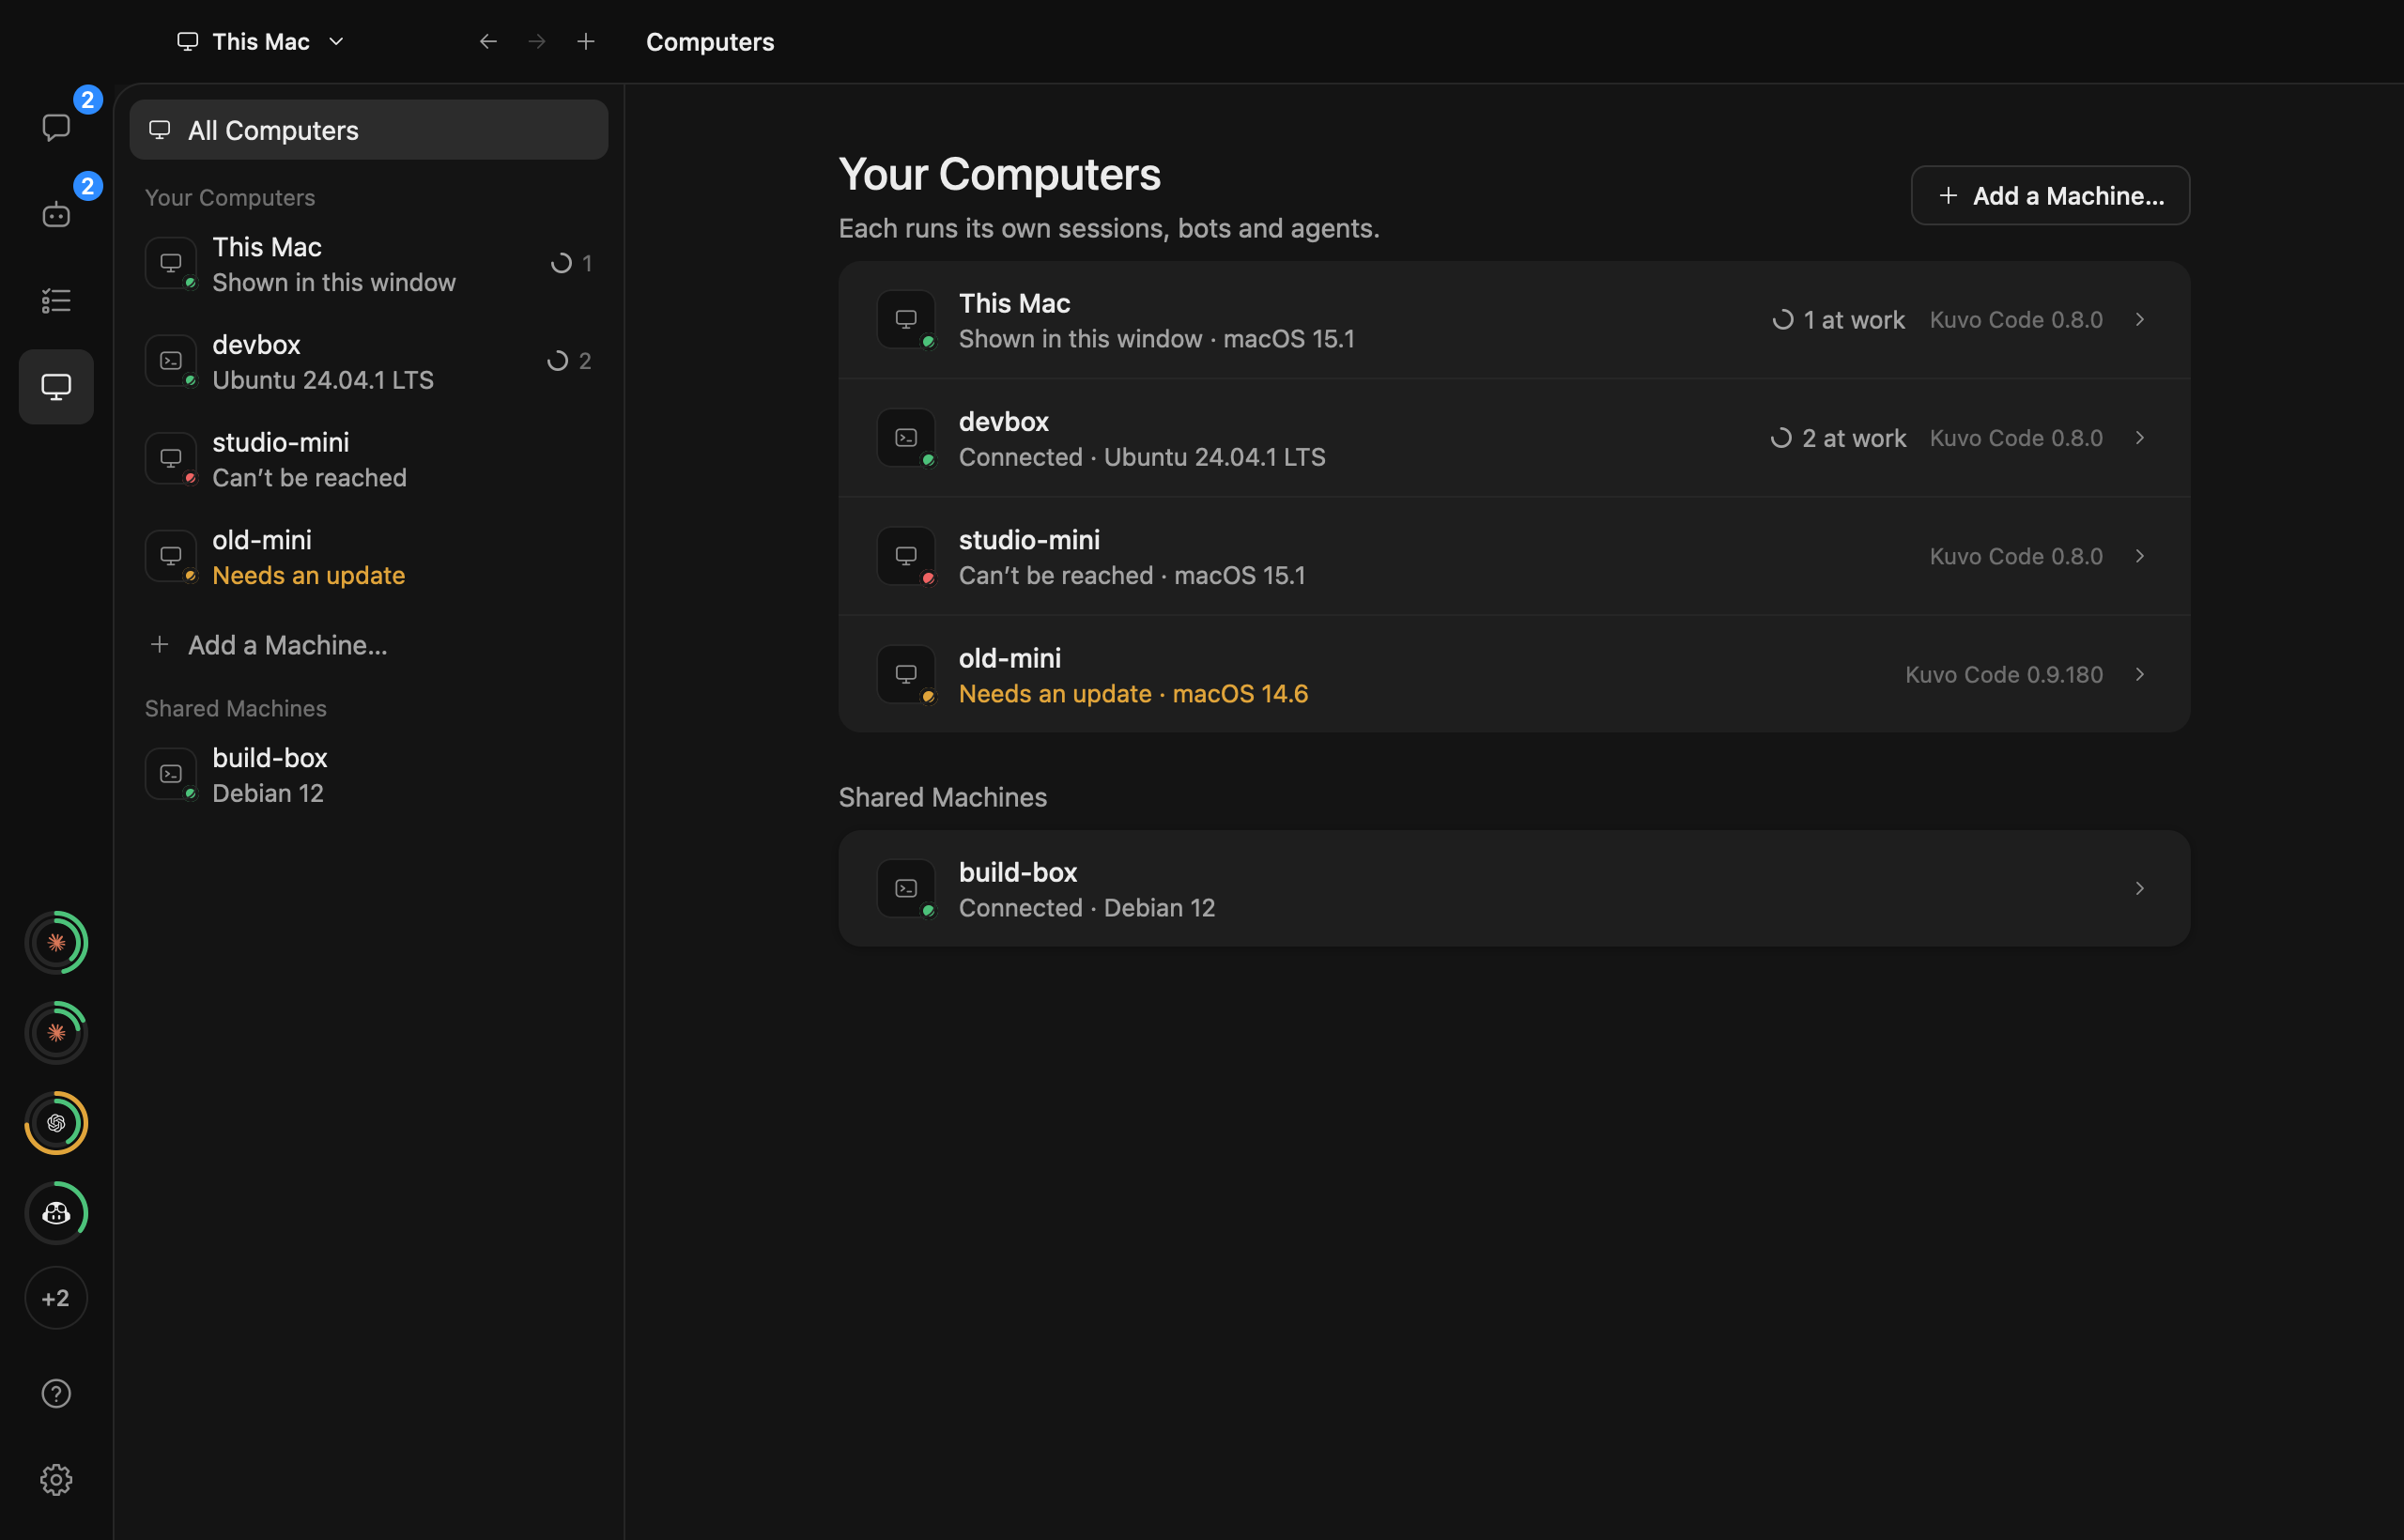 This Mac
Computers
2
2
All Computers
Your Computers
This Mac
Shown in this window
1
devbox
Ubuntu 24.04.1 LTS
2
studio-mini
Can’t be reached
old-mini
Needs an update
Add a Machine...
Shared Machines
build-box
Debian 12
+2
Your Computers
Each runs its own sessions, bots and agents.
Add a Machine...
This Mac
Shown in this window · macOS 15.1
1 at work
Kuvo Code 0.8.0
devbox
Connected · Ubuntu 24.04.1 LTS
2 at work
Kuvo Code 0.8.0
studio-mini
Can’t be reached · macOS 15.1
Kuvo Code 0.8.0
old-mini
Needs an update · macOS 14.6
Kuvo Code 0.9.180
Shared Machines
build-box
Connected · Debian 12